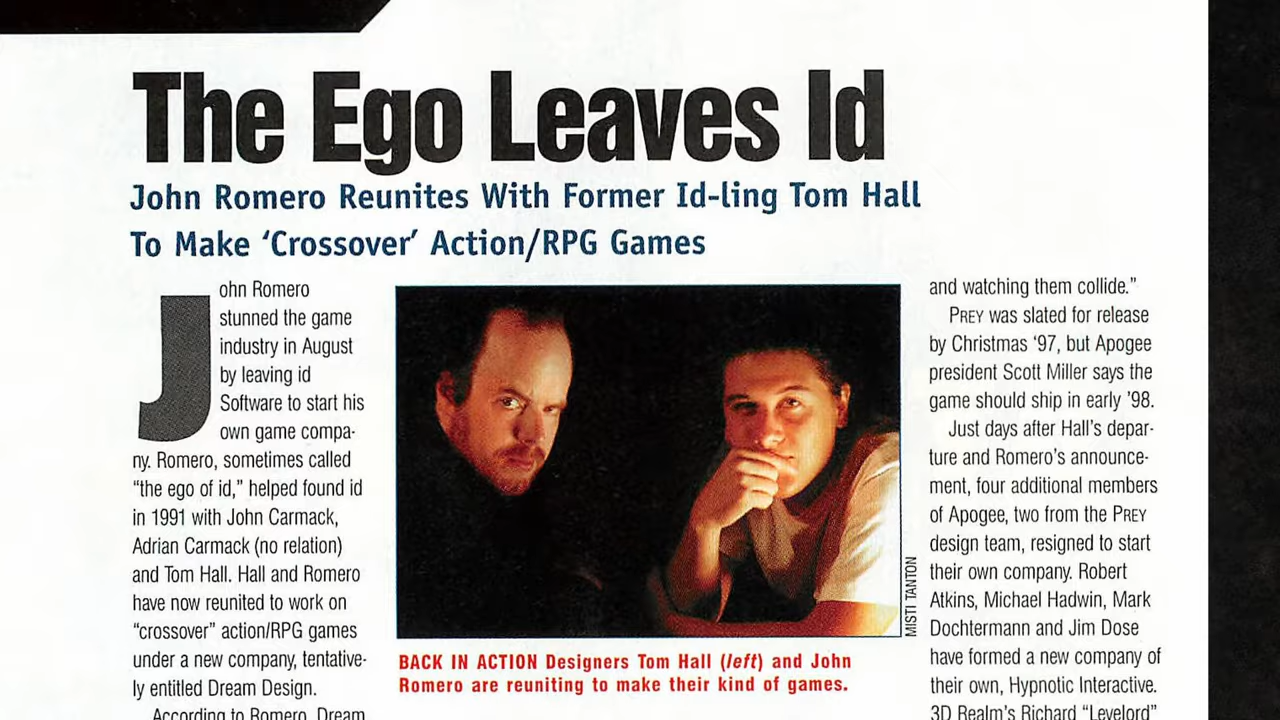 The Ego Leaves Id
John Romero Reunites With Former Id-ling Tom Hall
To Make ‘Crossover’ Action/RPG Games
John Romero
stunned the game
industry in August
by leaving id
Software to start his
own game compa-
ny. Romero, sometimes called
“the ego of id,” helped found id
in 1991 with John Carmack,
Adrian Carmack (no relation)
and Tom Hall. Hall and Romero
have now reunited to work on
“crossover” action/RPG games
under a new company, tentative-
ly entitled Dream Design.
According to Romero, Dream
MISTI TANTON
BACK IN ACTION Designers Tom Hall (left) and John
Romero are reuniting to make their kind of games.
and watching them collide.”
PREY was slated for release
by Christmas ’97, but Apogee
president Scott Miller says the
game should ship in early ’98.
Just days after Hall’s depar-
ture and Romero’s announce-
ment, four additional members
of Apogee, two from the PREY
design team, resigned to start
their own company. Robert
Atkins, Michael Hadwin, Mark
Dochtermann and Jim Dose
have formed a new company of
their own, Hypnotic Interactive.
3D Realm’s Richard “Levelord”